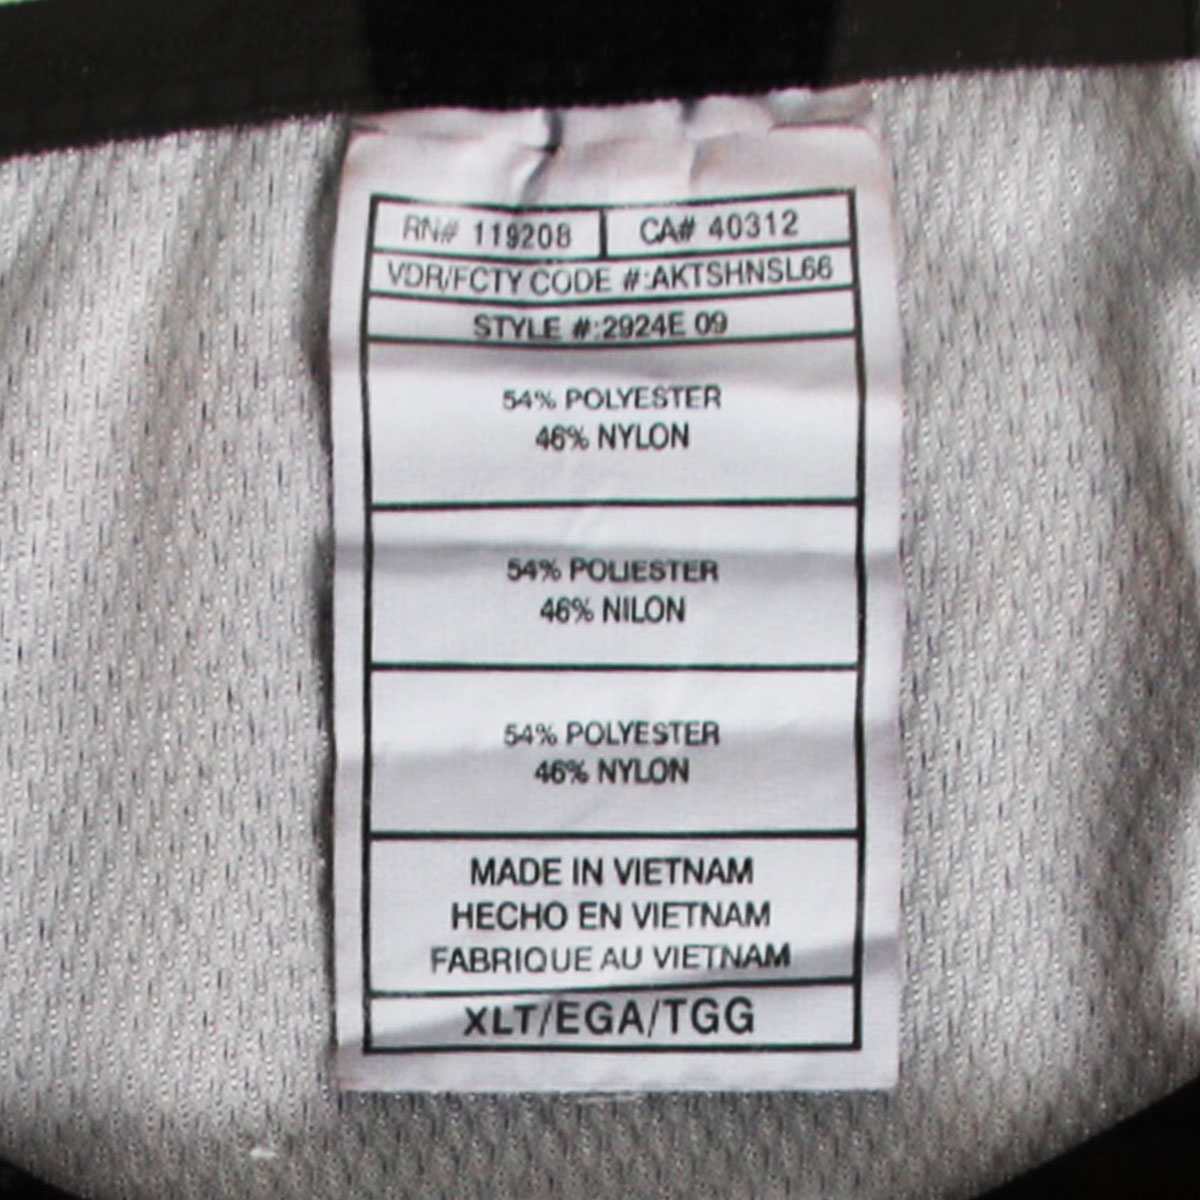 RN# 119208 CA# 40312
VDR/FCTY CODE #:AKTSHNSL66
STYLE #:2924E 09
54% POLYESTER
46% NYLON
54% POLIESTER
46% NILON
54% POLYESTER
46% NYLON
MADE IN VIETNAM
HECHO EN VIETNAM
FABRIQUE AU VIETNAM
XLT/EGA/TGG